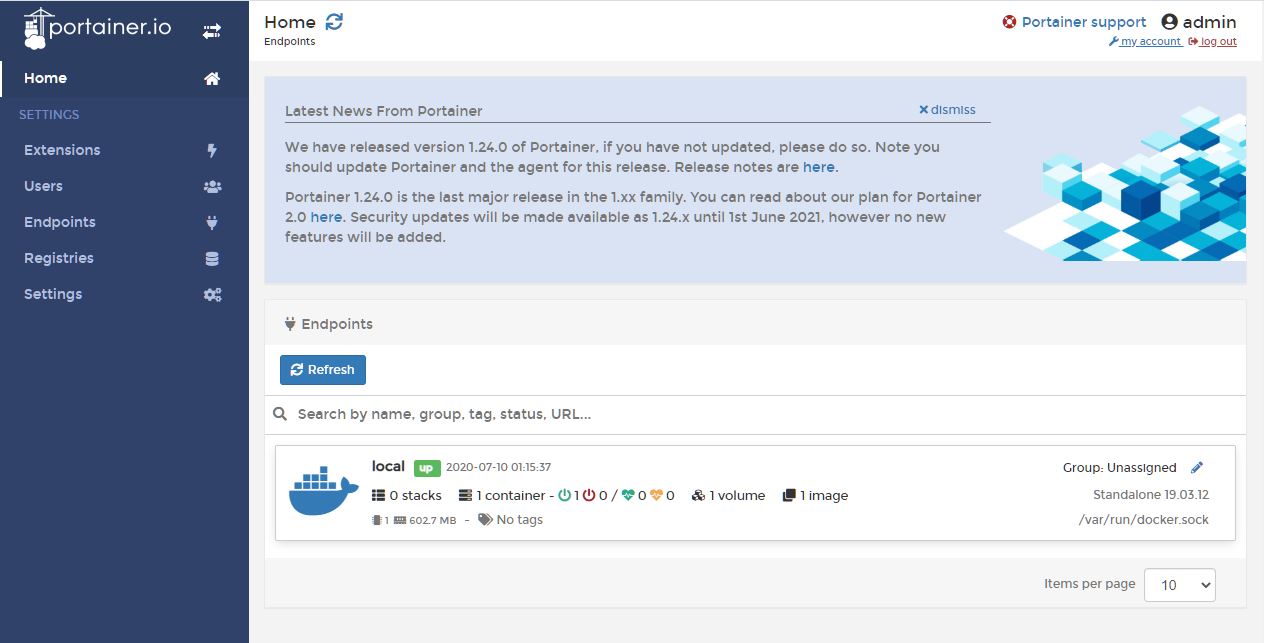 portainer.io
Home
SETTINGS
Extensions
Users
Endpoints
Registries
Settings
Home
Endpoints
Portainer support admin
my account log out
Latest News From Portainer dismiss
We have released version 1.24.0 of Portainer, if you have not updated, please do so. Note you
should update Portainer and the agent for this release. Release notes are here.
Portainer 1.24.0 is the last major release in the 1.xx family. You can read about our plan for Portainer
2.0 here. Security updates will be made available as 1.24.x until 1st June 2021, however no new
features will be added.
Endpoints
Refresh
Search by name, group, tag, status, URL...
local up 2020-07-10 01:15:37 Group: Unassigned
0 stacks 1 container - 1 0 / 0 0 1 volume 1 image Standalone 19.03.12
1 602.7 MB - No tags /var/run/docker.sock
Items per page 10